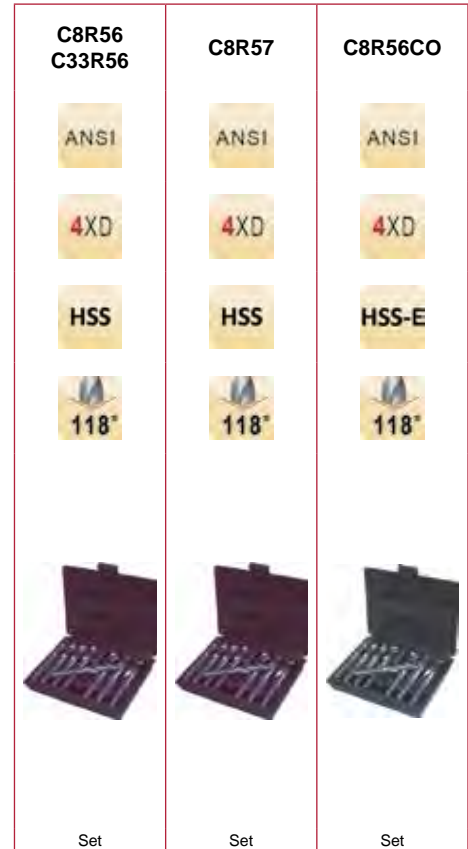 C8R56
C33R56
C8R57
C8R56CO
ANSI
ANSI
ANSI
4XD
4XD
4XD
HSS
HSS
HSS-E
118°
118°
118°
Set
Set
Set